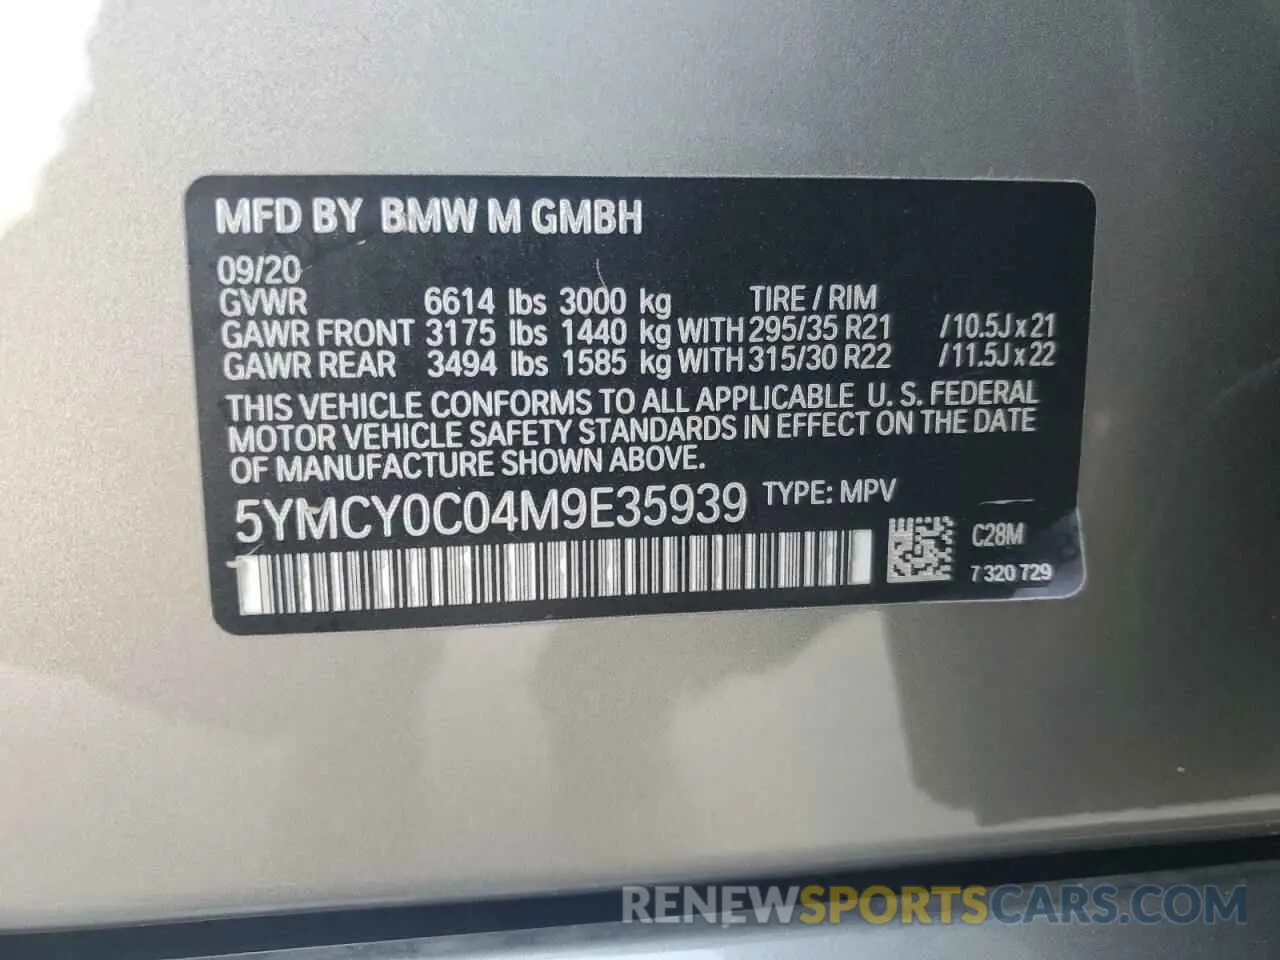 MFD BY BMW M GMBH
09/20
GVWR 6614 lbs 3000 kg TIRE / RIM
GAWR FRONT 3175 lbs 1440 kg WITH 295/35 R21 /10.5J x 21
GAWR REAR 3494 lbs 1585 kg WITH 315/30 R22 /11.5J x 22
THIS VEHICLE CONFORMS TO ALL APPLICABLE U. S. FEDERAL
MOTOR VEHICLE SAFETY STANDARDS IN EFFECT ON THE DATE
OF MANUFACTURE SHOWN ABOVE.
5YMCY0C04M9E35939 TYPE: MPV
C28M
7 320 729
RENEWSPORTSCARS.COM